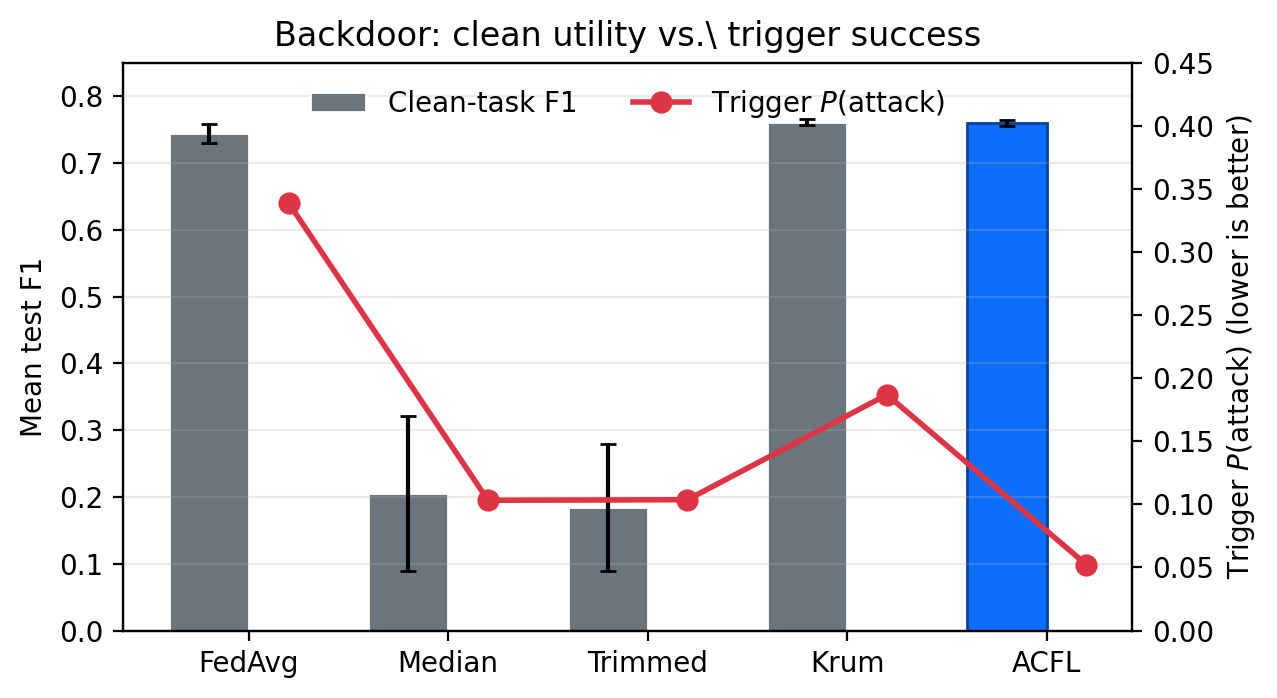 Backdoor: clean utility vs.\ trigger success
Clean-task F1
Trigger P(attack)
Mean test F1
0.8
0.7
0.6
0.5
0.4
0.3
0.2
0.1
0.0
0.45
0.40
0.35
0.30
0.25
0.20
0.15
0.10
0.05
0.00
Trigger P(attack) (lower is better)
FedAvg
Median
Trimmed
Krum
ACFL